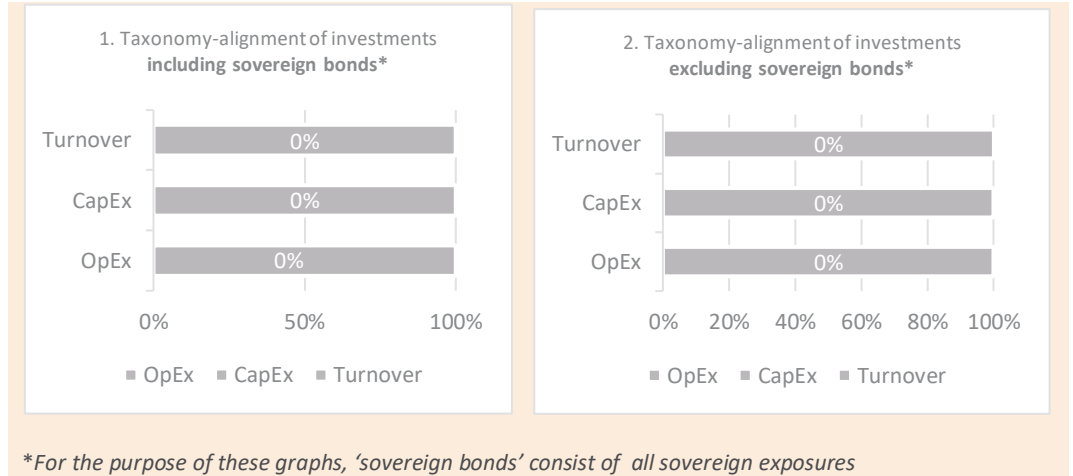 1. Taxonomy-alignment of investments
including sovereign bonds*
Turnover
0%
CapEx
0%
OpEx
0%
0% 50% 100%
OpEx CapEx Turnover
2. Taxonomy-alignment of investments
excluding sovereign bonds*
Turnover
0%
CapEx
0%
OpEx
0%
0% 20% 40% 60% 80% 100%
OpEx CapEx Turnover
*For the purpose of these graphs, ‘sovereign bonds’ consist of all sovereign exposures